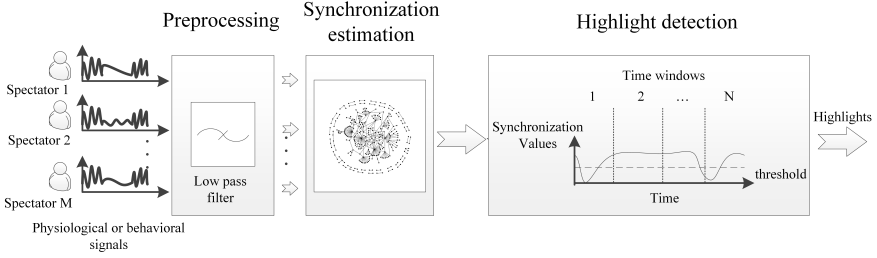 Preprocessing
Synchronization
estimation
Highlight detection
Spectator 1
Spectator 2
Spectator M
Physiological or behavioral
signals
Low pass
filter
Time windows
1 2 ... N
Synchronization
Values
threshold
Time
Highlights